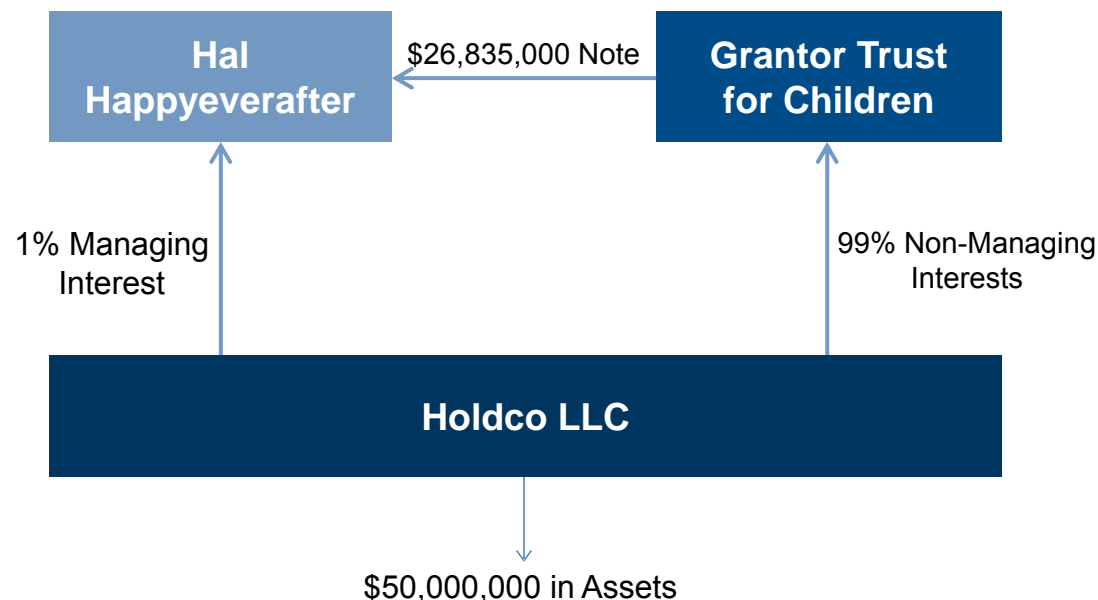 Hal
Happyeverafter
$26,835,000 Note
Grantor Trust
for Children
1% Managing
Interest
99% Non-Managing
Interests
Holdco LLC
$50,000,000 in Assets